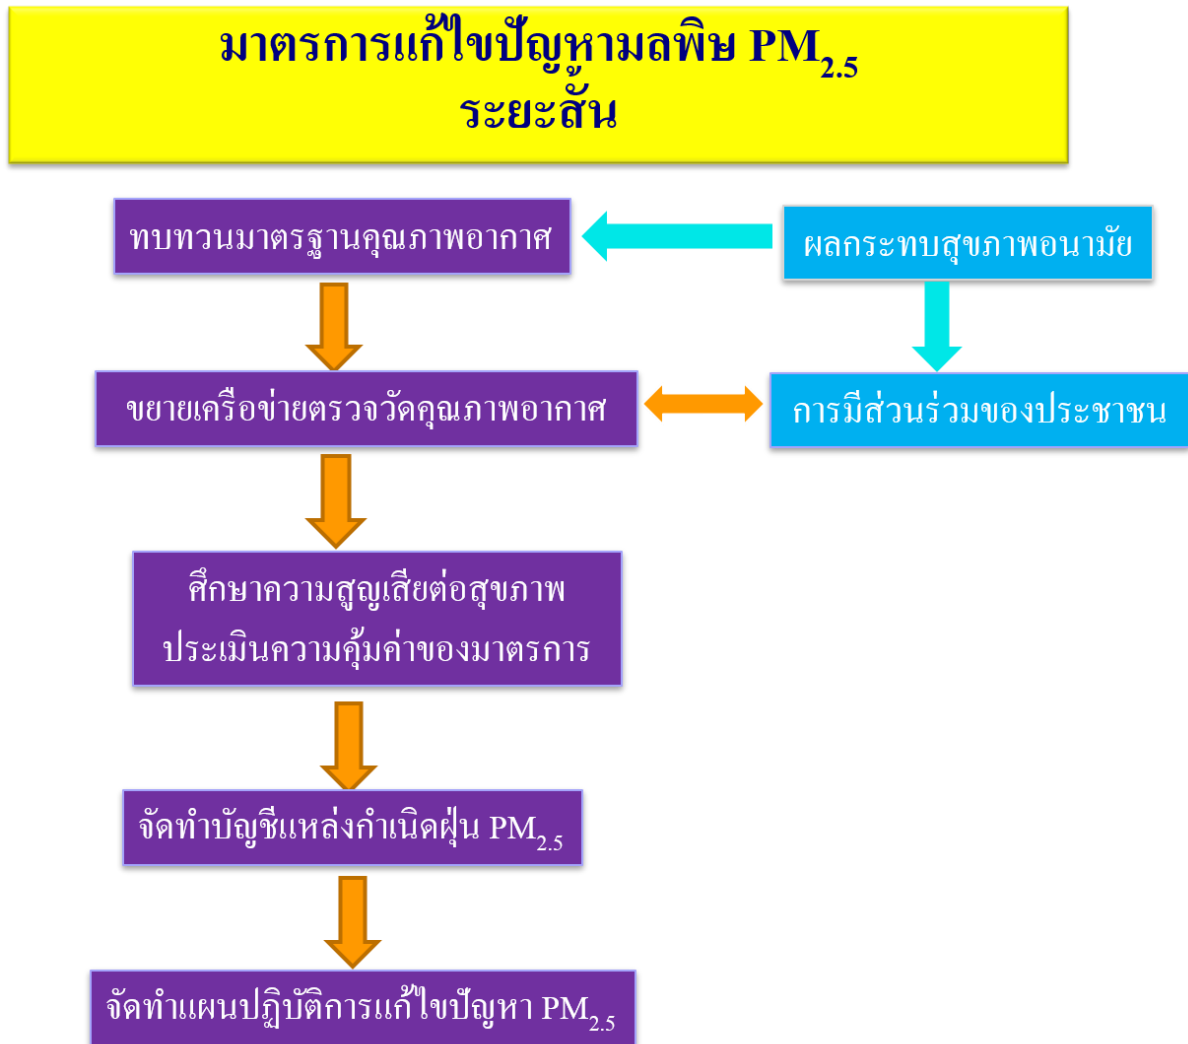 มาตรการแก้ไขปัญหามลพิษ PM2.5
ระยะสั้น
ทบทวนมาตรฐานคุณภาพอากาศ
ผลกระทบสุขภาพอนามัย
ขยายเครือข่ายตรวจวัดคุณภาพอากาศ
การมีส่วนร่วมของประชาชน
ศึกษาความสูญเสียต่อสุขภาพ
ประเมินความคุ้มค่าของมาตรการ
จัดทำบัญชีแหล่งกำเนิดฝุ่น PM2.5
จัดทำแผนปฏิบัติการแก้ไขปัญหา PM2.5